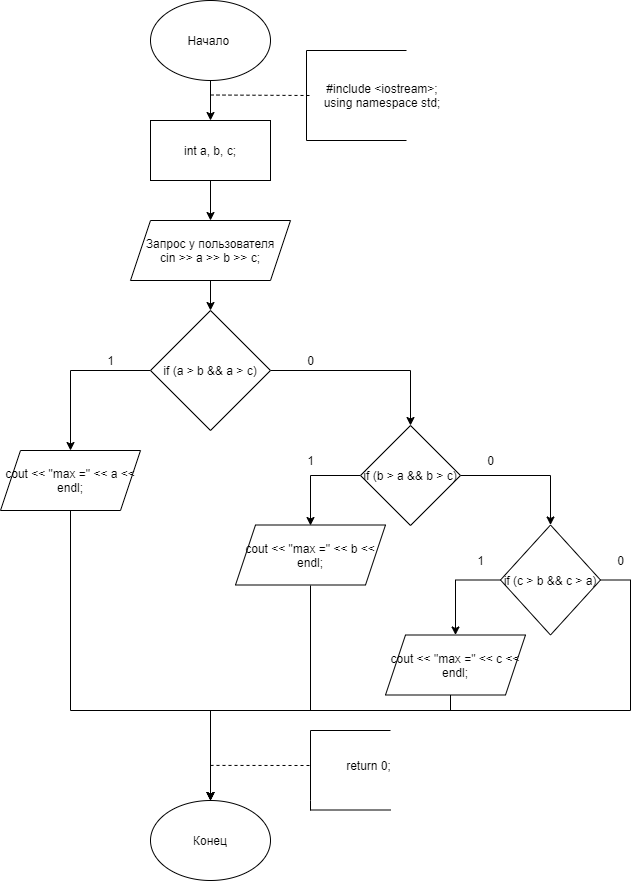 Начало
#include <iostream>;
using namespace std;
int a, b, c;
Запрос у пользователя
cin >> a >> b >> c;
1
if (a > b && a > c)
0
cout << "max =" << a <<
endl;
1
if (b > a && b > c)
0
cout << "max =" << b <<
endl;
1
if (c > b && c > a)
0
cout << "max =" << c <<
endl;
return 0;
Конец